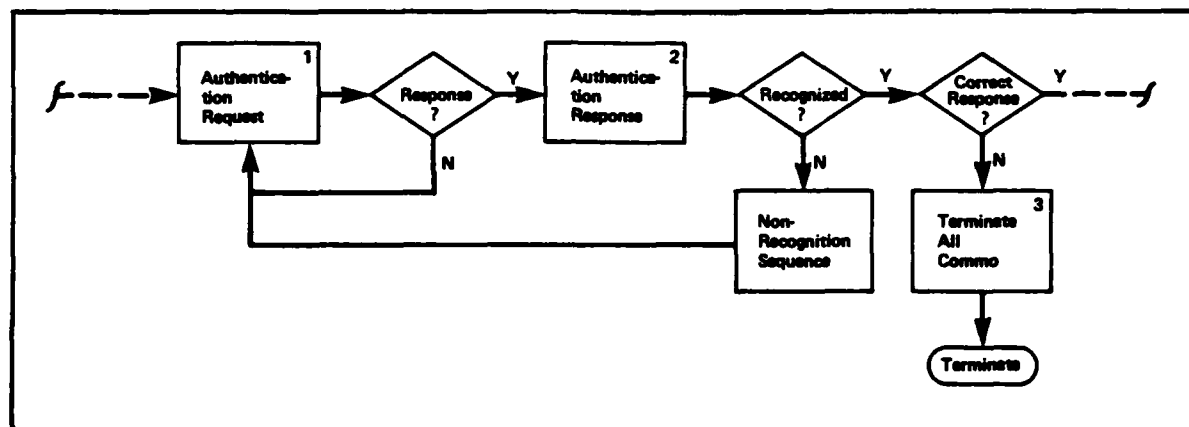 1
Authentica-
tion
Request
Response
?
Y
N
2
Authentica-
tion
Response
Recognized
?
Y
N
Correct
Response
?
Y
N
Non-
Recognition
Sequence
3
Terminate
All
Commo
Terminate